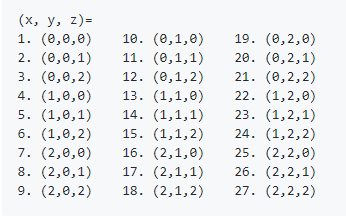 (x, y, z)=
1. (0,0,0) 10. (0,1,0) 19. (0,2,0)
2. (0,0,1) 11. (0,1,1) 20. (0,2,1)
3. (0,0,2) 12. (0,1,2) 21. (0,2,2)
4. (1,0,0) 13. (1,1,0) 22. (1,2,0)
5. (1,0,1) 14. (1,1,1) 23. (1,2,1)
6. (1,0,2) 15. (1,1,2) 24. (1,2,2)
7. (2,0,0) 16. (2,1,0) 25. (2,2,0)
8. (2,0,1) 17. (2,1,1) 26. (2,2,1)
9. (2,0,2) 18. (2,1,2) 27. (2,2,2)